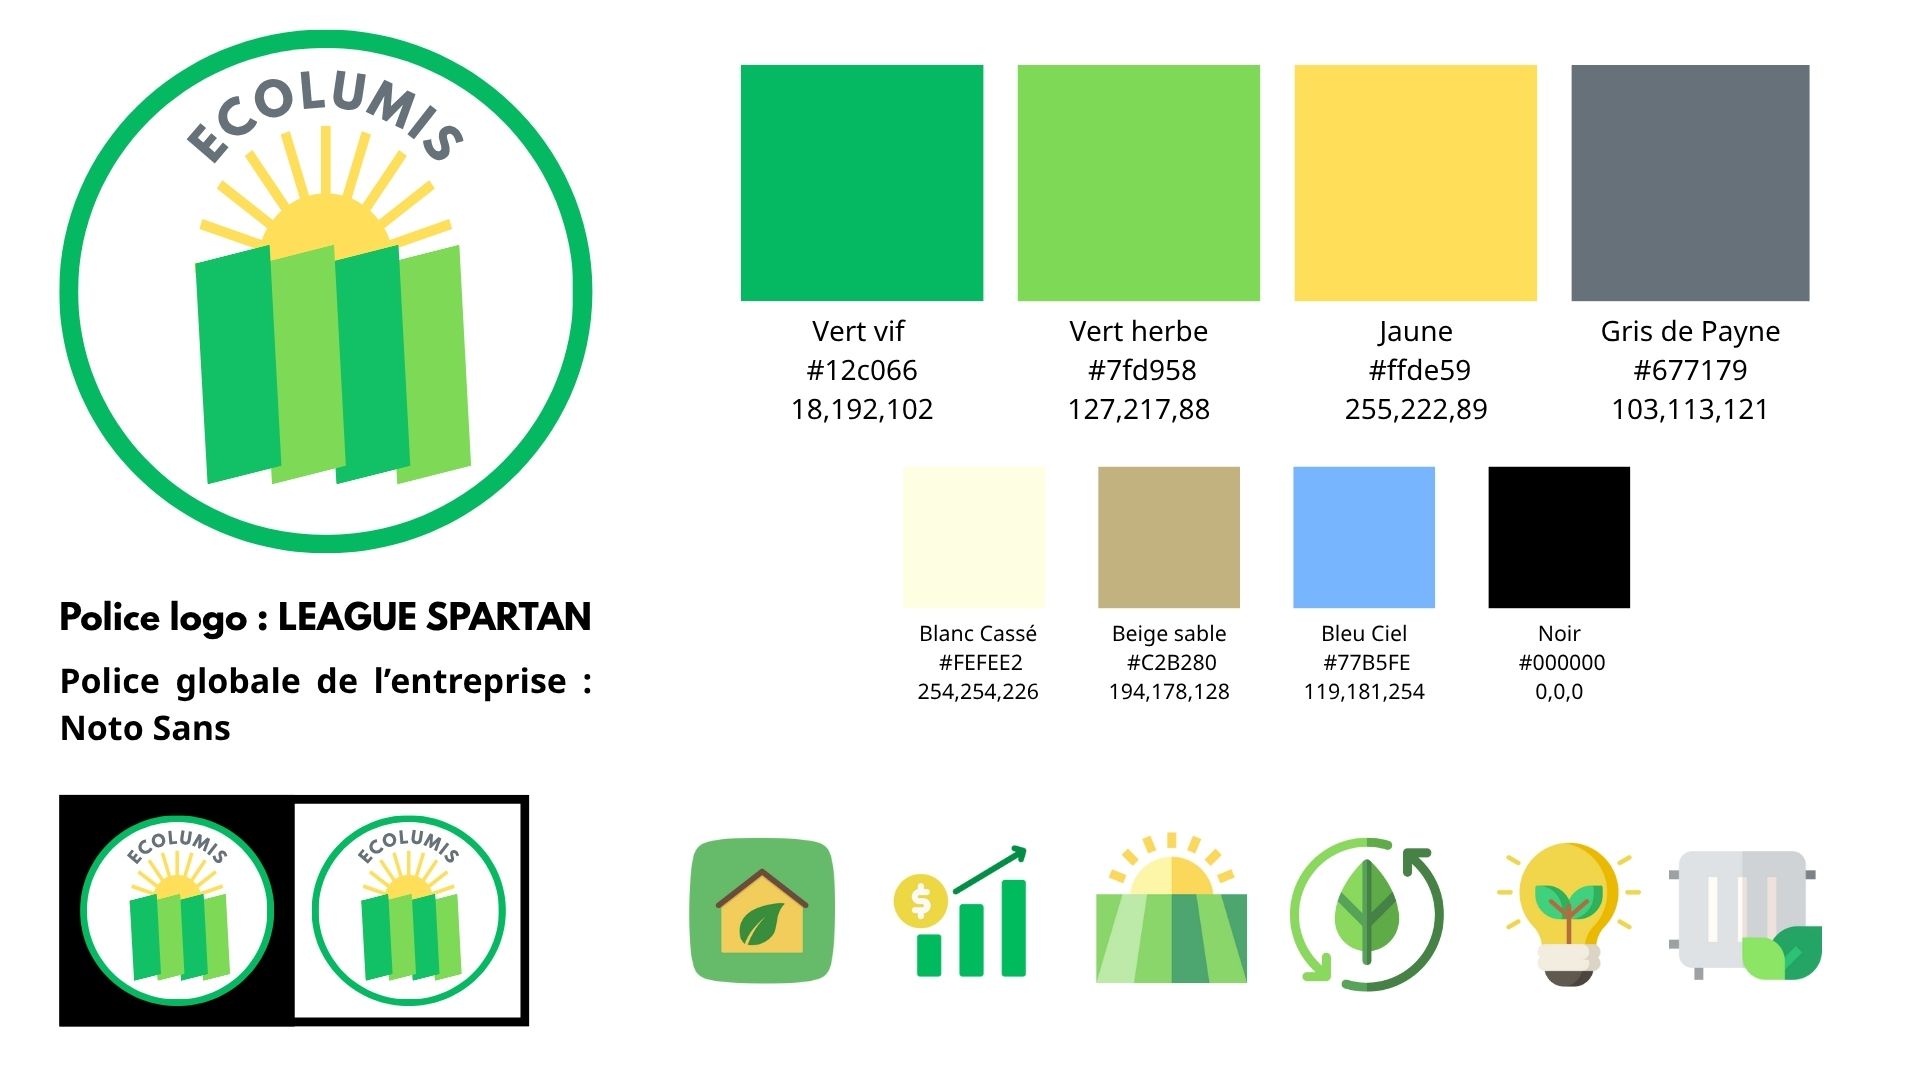 ECOLUMIS
Police logo : LEAGUE SPARTAN
Police globale de l’entreprise :
Noto Sans
Vert vif
#12c066
18,192,102
Vert herbe
#7fd958
127,217,88
Jaune
#ffde59
255,222,89
Gris de Payne
#677179
103,113,121
Blanc Cassé
#FEFEE2
254,254,226
Beige sable
#C2B280
194,178,128
Bleu Ciel
#77B5FE
119,181,254
Noir
#000000
0,0,0
ECOLUMIS
ECOLUMIS
$